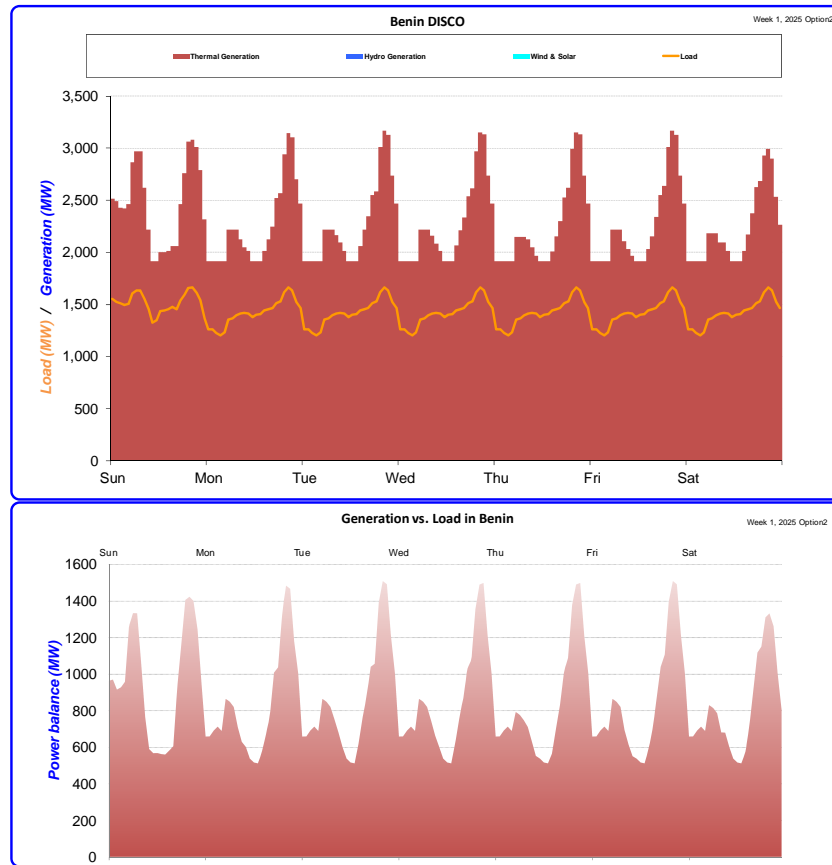 Benin DISCO
Week 1, 2025 Option2
Thermal Generation Hydro Generation Wind & Solar Load
Load (MW) / Generation (MW)
3,500
3,000
2,500
2,000
1,500
1,000
500
0
Sun Mon Tue Wed Thu Fri Sat
Generation vs. Load in Benin
Week 1, 2025 Option2
Sun Mon Tue Wed Thu Fri Sat
Power balance (MW)
1600
1400
1200
1000
800
600
400
200
0